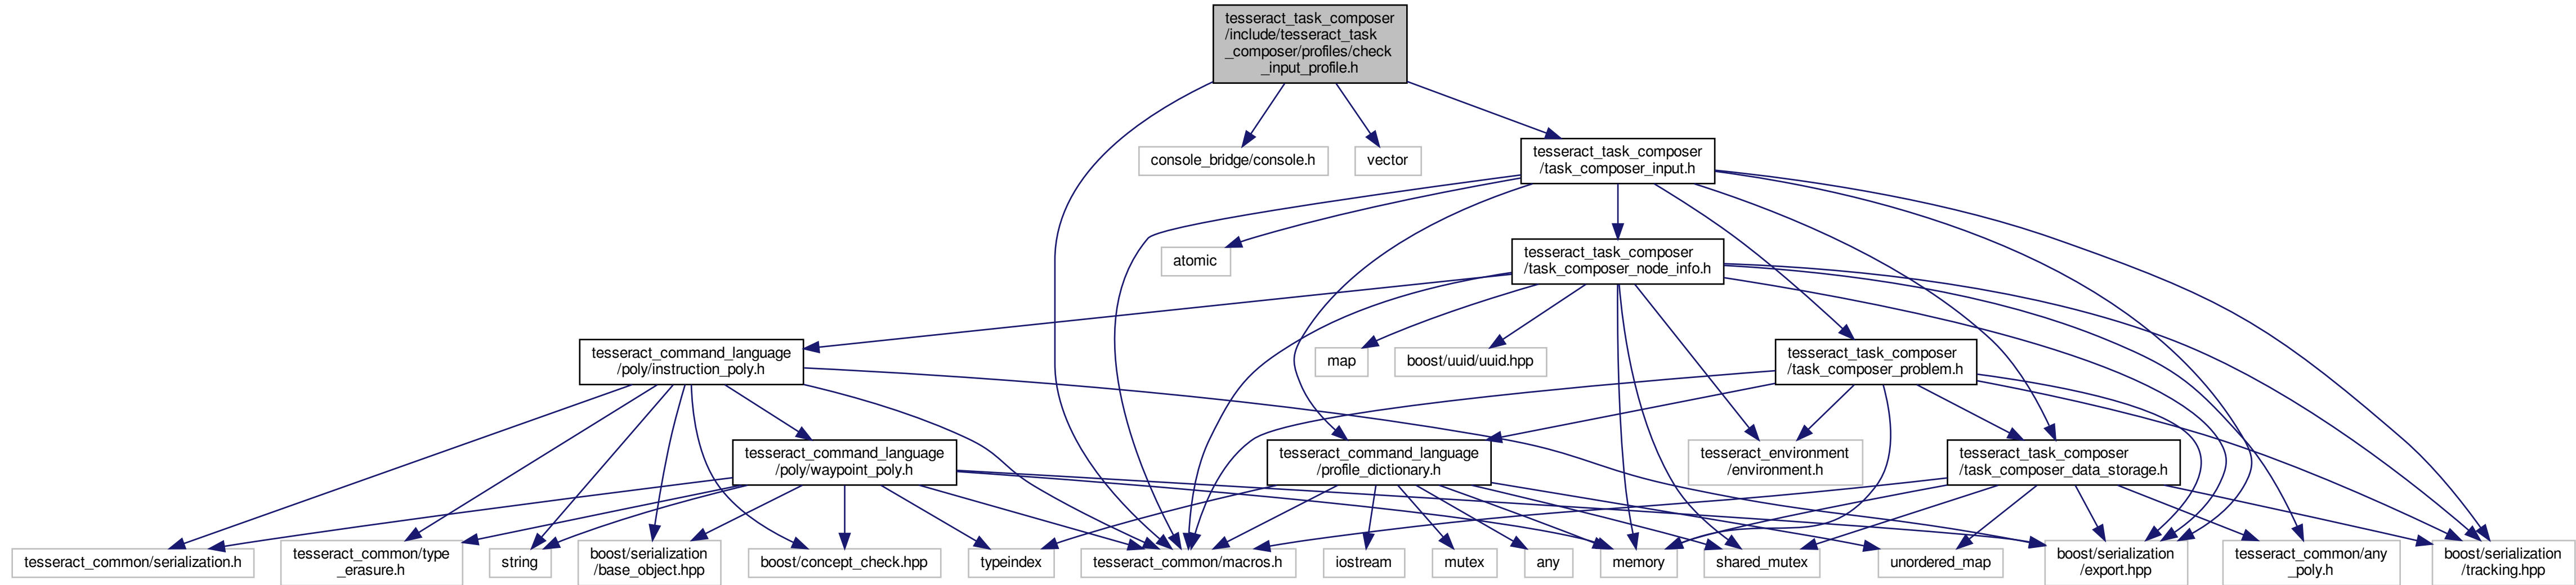 tesseract_task_composer
/include/tesseract_task
_composer/profiles/check
_input_profile.h
console_bridge/console.h
vector
tesseract_task_composer
/task_composer_input.h
atomic
tesseract_task_composer
/task_composer_node_info.h
tesseract_command_language
/poly/instruction_poly.h
map
boost/uuid/uuid.hpp
tesseract_task_composer
/task_composer_problem.h
tesseract_command_language
/poly/waypoint_poly.h
tesseract_command_language
/profile_dictionary.h
tesseract_environment
/environment.h
tesseract_task_composer
/task_composer_data_storage.h
tesseract_common/serialization.h
tesseract_common/type
_erasure.h
string
boost/serialization
/base_object.hpp
boost/concept_check.hpp
typeindex
tesseract_common/macros.h
iostream
mutex
any
memory
shared_mutex
unordered_map
boost/serialization
/export.hpp
tesseract_common/any
_poly.h
boost/serialization
/tracking.hpp